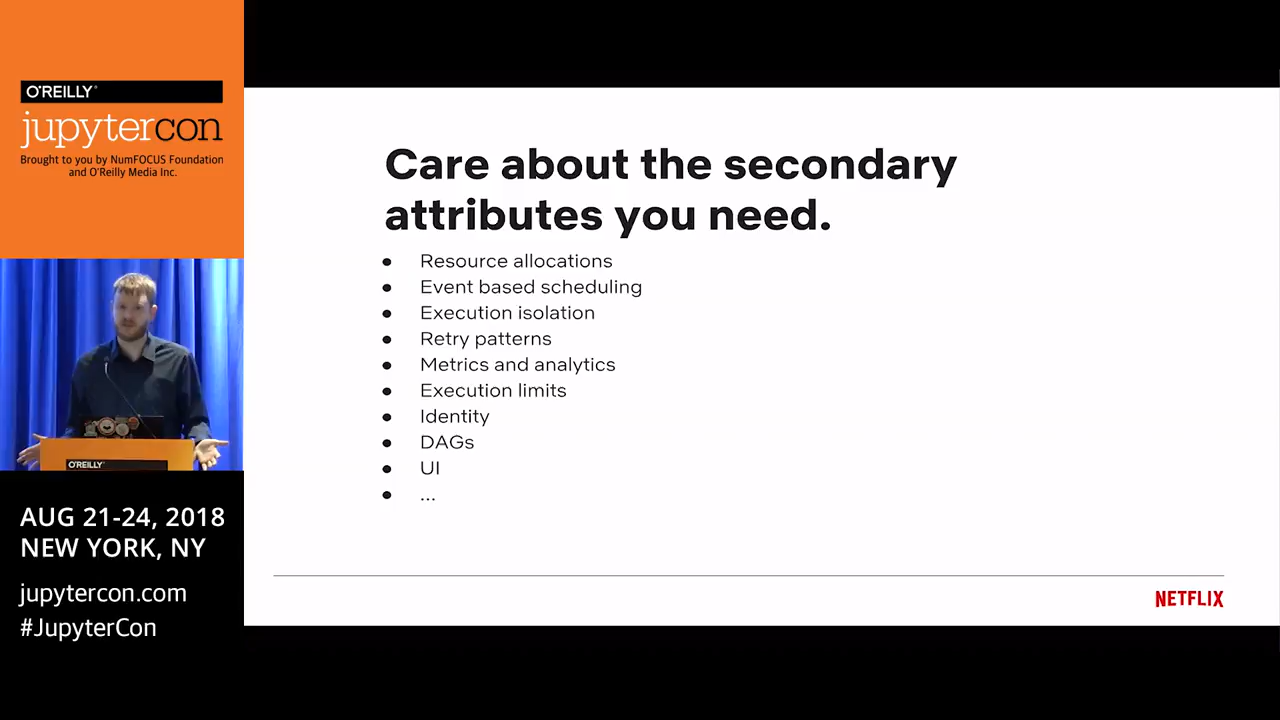 O'REILLY®
jupytercon
Brought to you by NumFOCUS Foundation
and O'Reilly Media Inc.
O'REILLY
AUG 21-24, 2018
NEW YORK, NY
jupytercon.com
#JupyterCon
Care about the secondary
attributes you need.
● Resource allocations
● Event based scheduling
● Execution isolation
● Retry patterns
● Metrics and analytics
● Execution limits
● Identity
● DAGs
● UI
● ...
NETFLIX